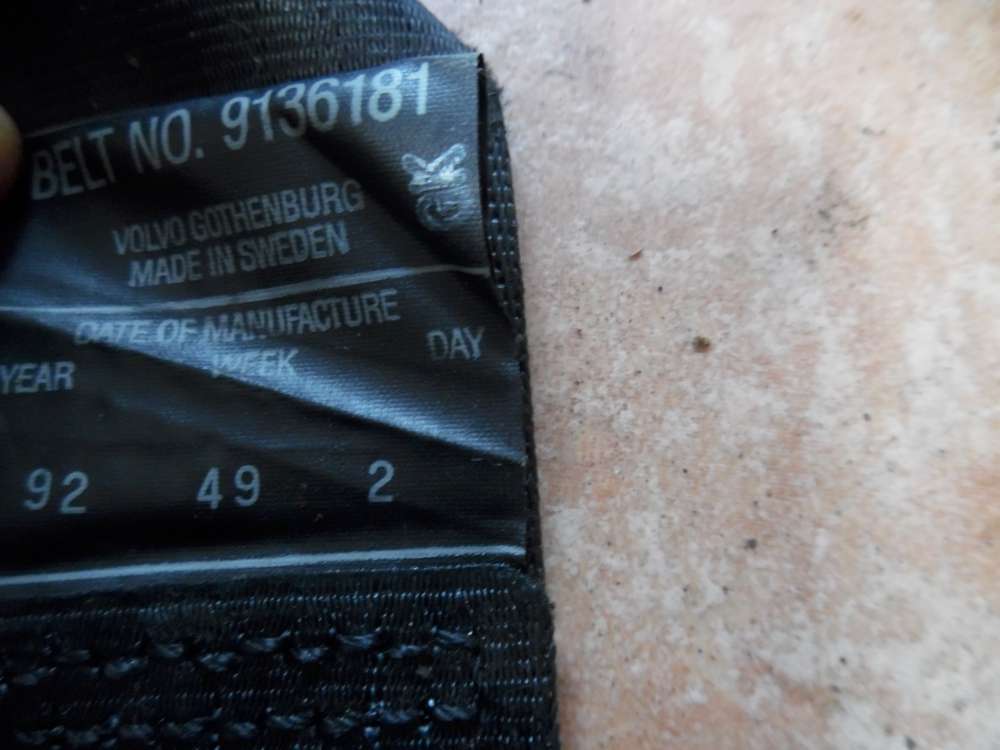 BELT NO. 9136181
VOLVO GOTHENBURG
MADE IN SWEDEN
DATE OF MANUFACTURE
YEAR WEEK DAY
92 49 2